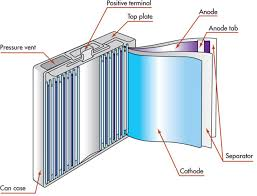 Positive terminal
Top plate
Pressure vent
Anode
Anode tab
Separator
Cathode
Can case